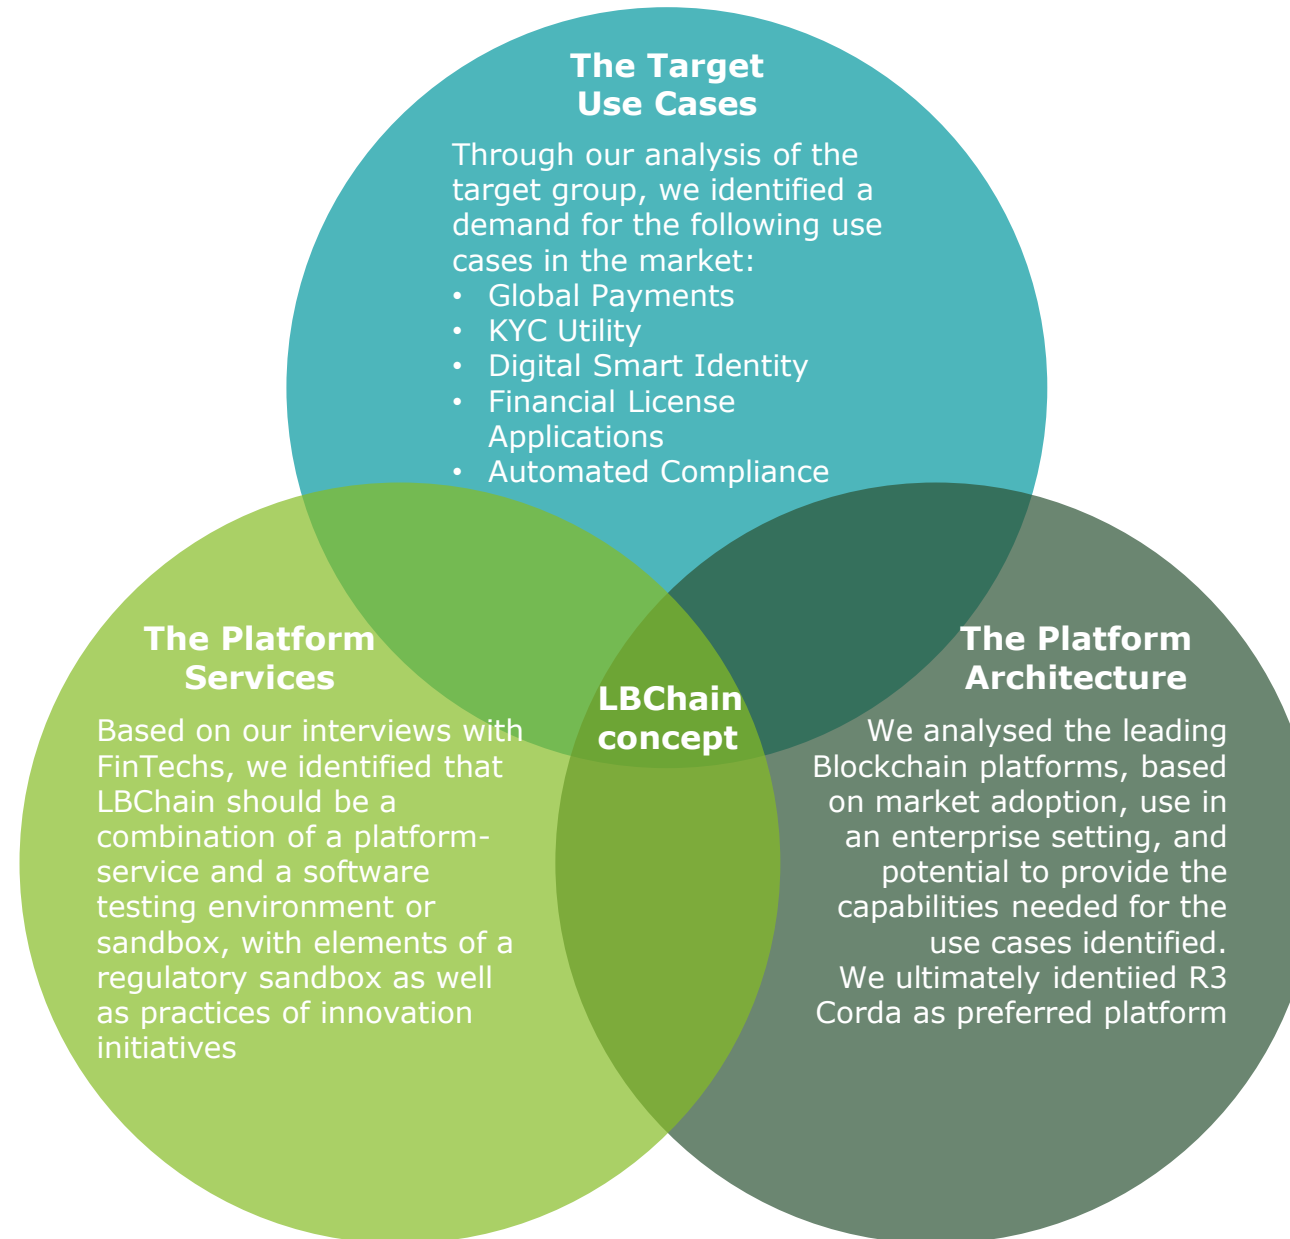 The Target
Use Cases
Through our analysis of the
target group, we identified a
demand for the following use
cases in the market:
• Global Payments
• KYC Utility
• Digital Smart Identity
• Financial License
Applications
• Automated Compliance
The Platform
Services
Based on our interviews with
FinTechs, we identified that
LBChain should be a
combination of a platform-
service and a software
testing environment or
sandbox, with elements of a
regulatory sandbox as well
as practices of innovation
initiatives
LBChain
concept
The Platform
Architecture
We analysed the leading
Blockchain platforms, based
on market adoption, use in
an enterprise setting, and
potential to provide the
capabilities needed for the
use cases identified.
We ultimately identiied R3
Corda as preferred platform